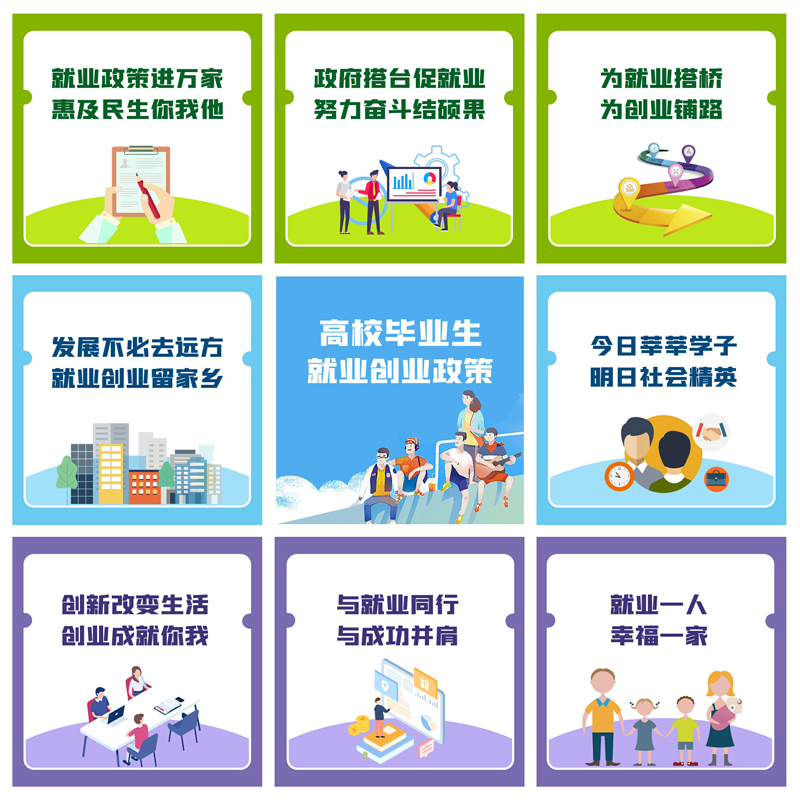 就业政策进万家
惠及民生你我他
政府搭台促就业
努力奋斗结硕果
为就业搭桥
为创业铺路
发展不必去远方
就业创业留家乡
高校毕业生
就业创业政策
今日莘莘学子
明日社会精英
创新改变生活
创业成就你我
与就业同行
与成功并肩
就业一人
幸福一家